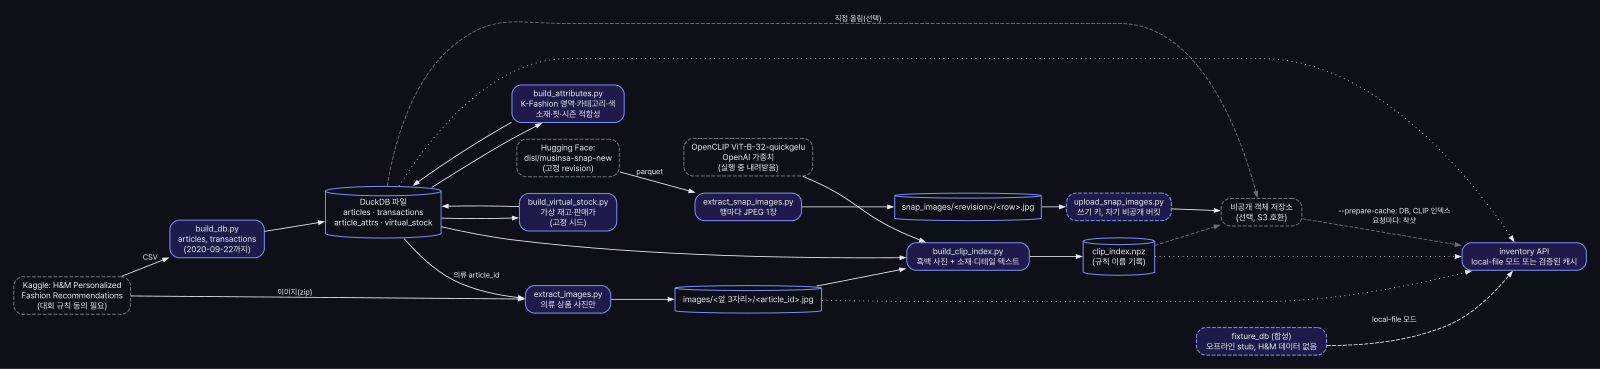 직접 올림(선택)
build_attributes.py
K-Fashion 영역·카테고리·색
소재·핏·시즌 적합성
Hugging Face:
disl/musinsa-snap-new
(고정 revision)
parquet
OpenCLIP ViT-B-32-quickgelu
OpenAI 가중치
(실행 중 내려받음)
DuckDB 파일
articles · transactions
article_attrs · virtual_stock
build_virtual_stock.py
가상 재고·판매가
(고정 시드)
extract_snap_images.py
행마다 JPEG 1장
snap_images/<revision>/<row>.jpg
upload_snap_images.py
쓰기 키, 자기 비공개 버킷
비공개 객체 저장소
(선택, S3 호환)
--prepare-cache: DB, CLIP 인덱스
요청마다: 착샷
build_db.py
articles, transactions
(2020-09-22까지)
CSV
build_clip_index.py
흑백 사진 + 소재·디테일 텍스트
clip_index.npz
(규칙 이름 기록)
inventory API
local-file 모드 또는 검증된 캐시
의류 article_id
Kaggle: H&M Personalized
Fashion Recommendations
(대회 규칙 동의 필요)
이미지(zip)
extract_images.py
의류 상품 사진만
images/<앞 3자리>/<article_id>.jpg
local-file 모드
fixture_db (합성)
오프라인 stub, H&M 데이터 없음